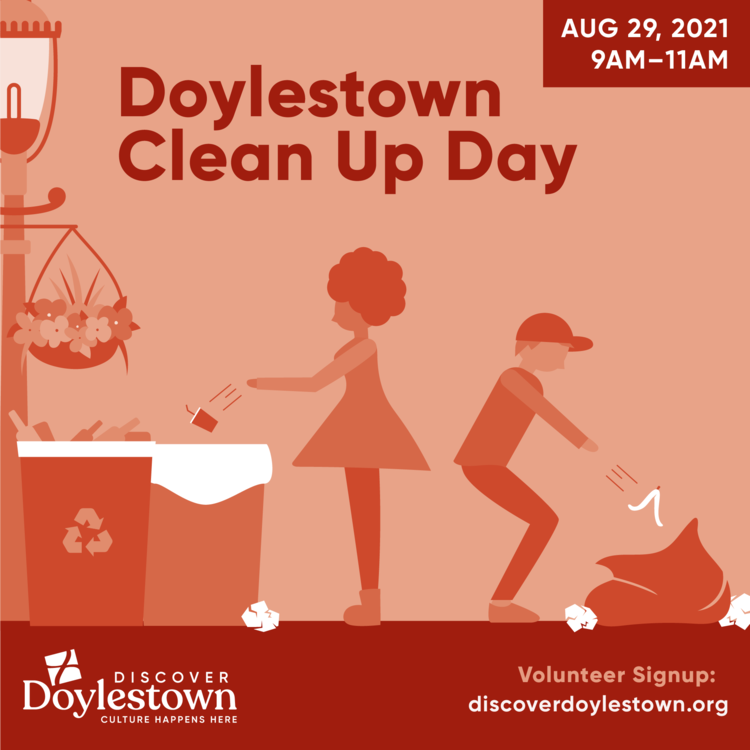 AUG 29, 2021
9AM–11AM
Doylestown
Clean Up Day
DISCOVER
Doylestown
CULTURE HAPPENS HERE
Volunteer Signup:
discoverdoylestown.org